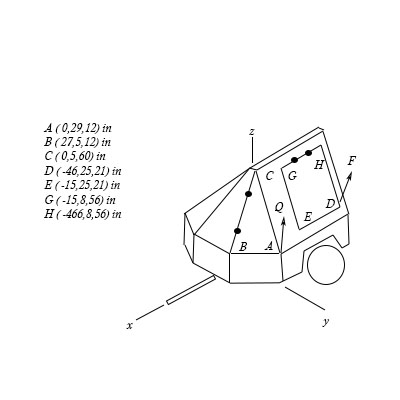 A ( 0,29,12) in
B ( 27,5,12) in
C ( 0,5,60) in
D ( -46,25,21) in
E ( -15,25,21) in
G ( -15,8,56) in
H ( -466,8,56) in
z
F
C
G
H
Q
D
E
B
A
x
y